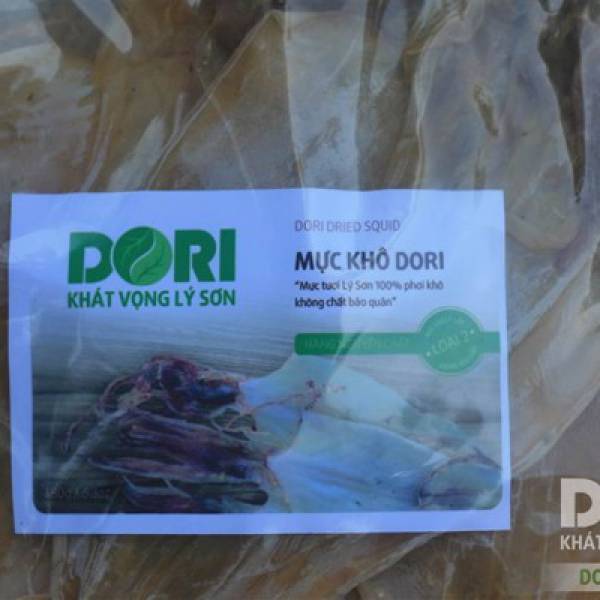 DORI
KHÁT VỌNG LÝ SƠN
DORI DRIED SQUID
MỰC KHÔ DORI
"Mực tươi Lý Sơn 100% phơi khô
không chất bảo quản"
LOẠI 2
KHÁT